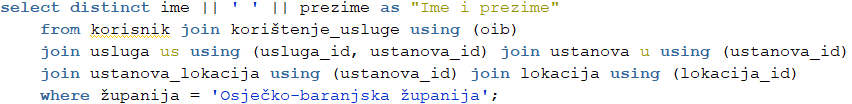 select distinct ime || ' ' || prezime as "Ime i prezime"
from korisnik join korištenje_usluge using (oib)
join usluga us using (usluga_id, ustanova_id) join ustanova u using (ustanova_id)
join ustanova_lokacija using (ustanova_id) join lokacija using (lokacija_id)
where županija = 'Osječko-baranjska županija';